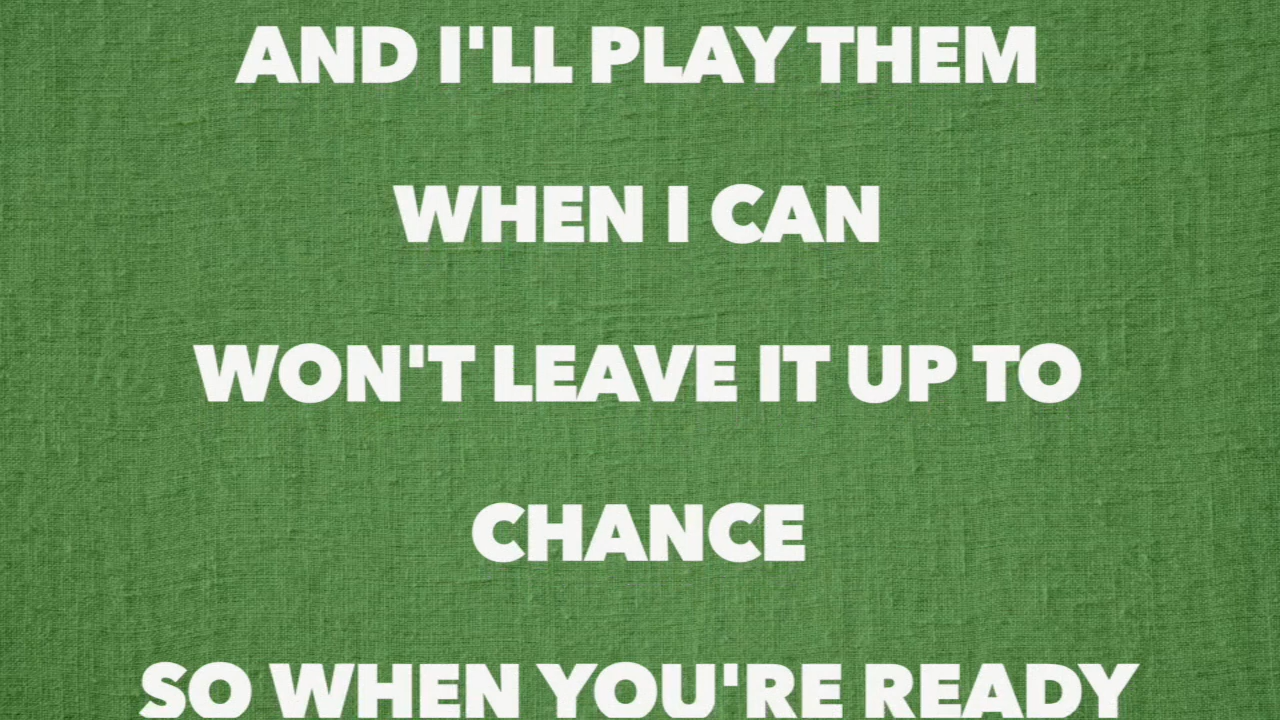 AND I'LL PLAY THEM
WHEN I CAN
WON'T LEAVE IT UP TO
CHANCE
SO WHEN YOU'RE READY